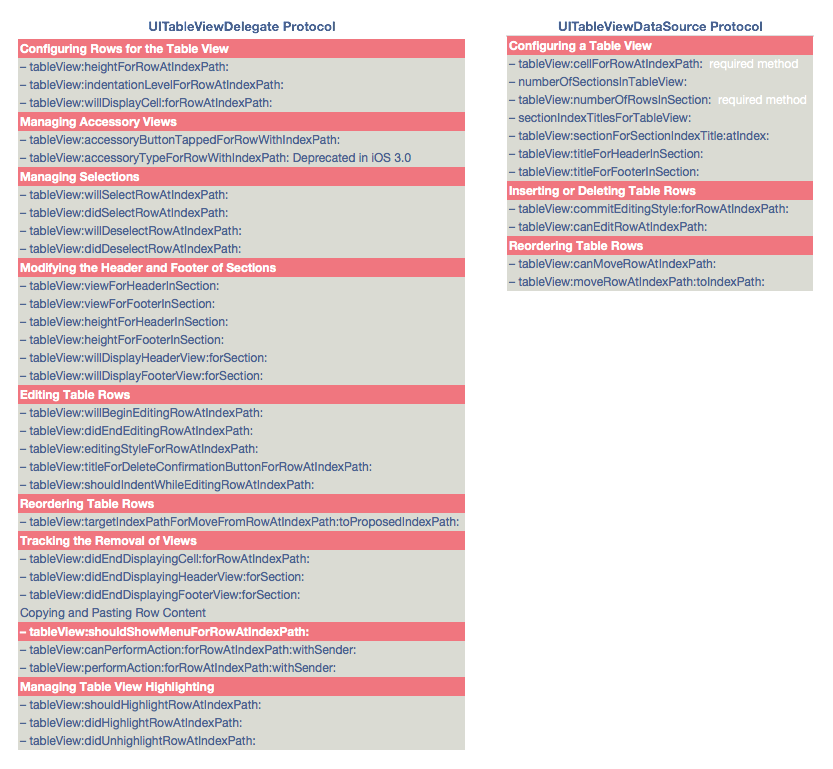 UITableViewDelegate Protocol
Configuring Rows for the Table View
– tableView:heightForRowAtIndexPath:
– tableView:indentationLevelForRowAtIndexPath:
– tableView:willDisplayCell:forRowAtIndexPath:
Managing Accessory Views
– tableView:accessoryButtonTappedForRowWithIndexPath:
– tableView:accessoryTypeForRowWithIndexPath: Deprecated in iOS 3.0
Managing Selections
– tableView:willSelectRowAtIndexPath:
– tableView:didSelectRowAtIndexPath:
– tableView:willDeselectRowAtIndexPath:
– tableView:didDeselectRowAtIndexPath:
Modifying the Header and Footer of Sections
– tableView:viewForHeaderInSection:
– tableView:viewForFooterInSection:
– tableView:heightForHeaderInSection:
– tableView:heightForFooterInSection:
– tableView:willDisplayHeaderView:forSection:
– tableView:willDisplayFooterView:forSection:
Editing Table Rows
– tableView:willBeginEditingRowAtIndexPath:
– tableView:didEndEditingRowAtIndexPath:
– tableView:editingStyleForRowAtIndexPath:
– tableView:titleForDeleteConfirmationButtonForRowAtIndexPath:
– tableView:shouldIndentWhileEditingRowAtIndexPath:
Reordering Table Rows
– tableView:targetIndexPathForMoveFromRowAtIndexPath:toProposedIndexPath:
Tracking the Removal of Views
– tableView:didEndDisplayingCell:forRowAtIndexPath:
– tableView:didEndDisplayingHeaderView:forSection:
– tableView:didEndDisplayingFooterView:forSection:
Copying and Pasting Row Content
– tableView:shouldShowMenuForRowAtIndexPath:
– tableView:canPerformAction:forRowAtIndexPath:withSender:
– tableView:performAction:forRowAtIndexPath:withSender:
Managing Table View Highlighting
– tableView:shouldHighlightRowAtIndexPath:
– tableView:didHighlightRowAtIndexPath:
– tableView:didUnhighlightRowAtIndexPath:
UITableViewDataSource Protocol
Configuring a Table View
– tableView:cellForRowAtIndexPath: required method
– numberOfSectionsInTableView:
– tableView:numberOfRowsInSection: required method
– sectionIndexTitlesForTableView:
– tableView:sectionForSectionIndexTitle:atIndex:
– tableView:titleForHeaderInSection:
– tableView:titleForFooterInSection:
Inserting or Deleting Table Rows
– tableView:commitEditingStyle:forRowAtIndexPath:
– tableView:canEditRowAtIndexPath:
Reordering Table Rows
– tableView:canMoveRowAtIndexPath:
– tableView:moveRowAtIndexPath:toIndexPath: